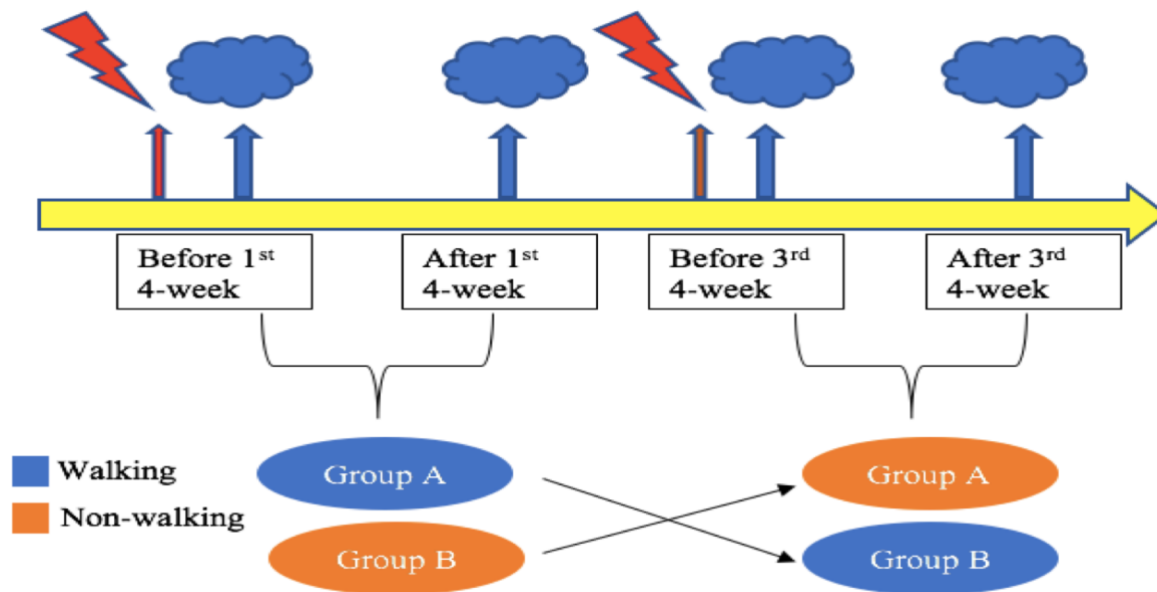 Before 1st
4-week
After 1st
4-week
Before 3rd
4-week
After 3rd
4-week
Walking
Non-walking
Group A
Group B
Group A
Group B